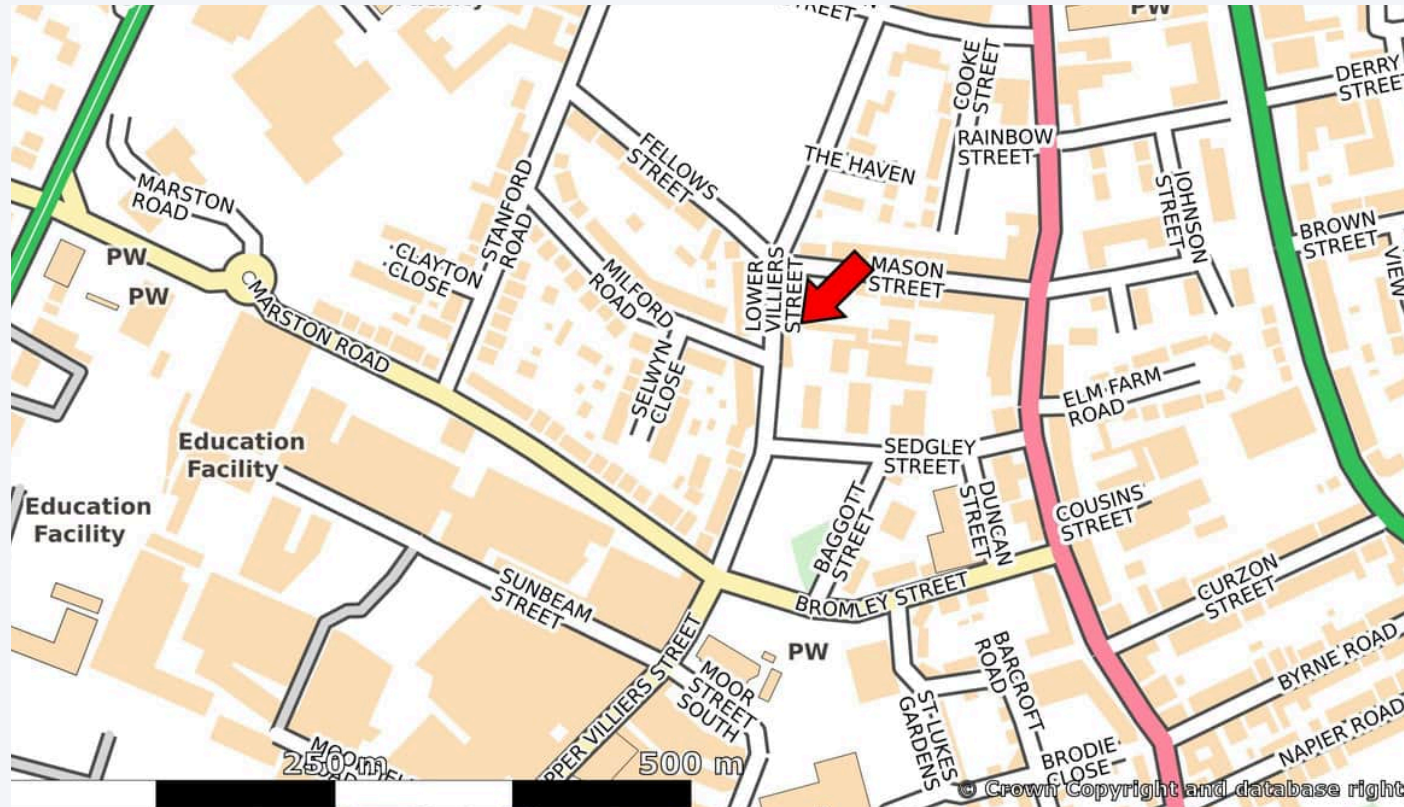 STREET
PW
COOKE
STREET
DERRY
STREET
RAINBOW
STREET
FELLOWS
STREET
THE HAVEN
STANFORD
ROAD
MARSTON
ROAD
JOHNSON
STREET
BROWN
STREET
VIEW
PW
CLAYTON
CLOSE
PW
LOWER
VILLIERS
STREET
MASON
STREET
MILFORD
ROAD
MARSTON ROAD
SELWYN
CLOSE
ELM FARM
ROAD
Education
Facility
SEDGLEY
STREET
Education
Facility
BAGGOTT
STREET
DUNCAN
STREET
COUSINS
STREET
SUNBEAM
STREET
BROMLEY STREET
CURZON
STREET
PW
MOOR
STREET
SOUTH
UPPER VILLIERS STREET
BARCROFT
ROAD
ST-LUKES
GARDENS
BYRNE ROAD
NAPIER ROAD
BRODIE
CLOSE
250 m
500 m
© Crown Copyright and database right